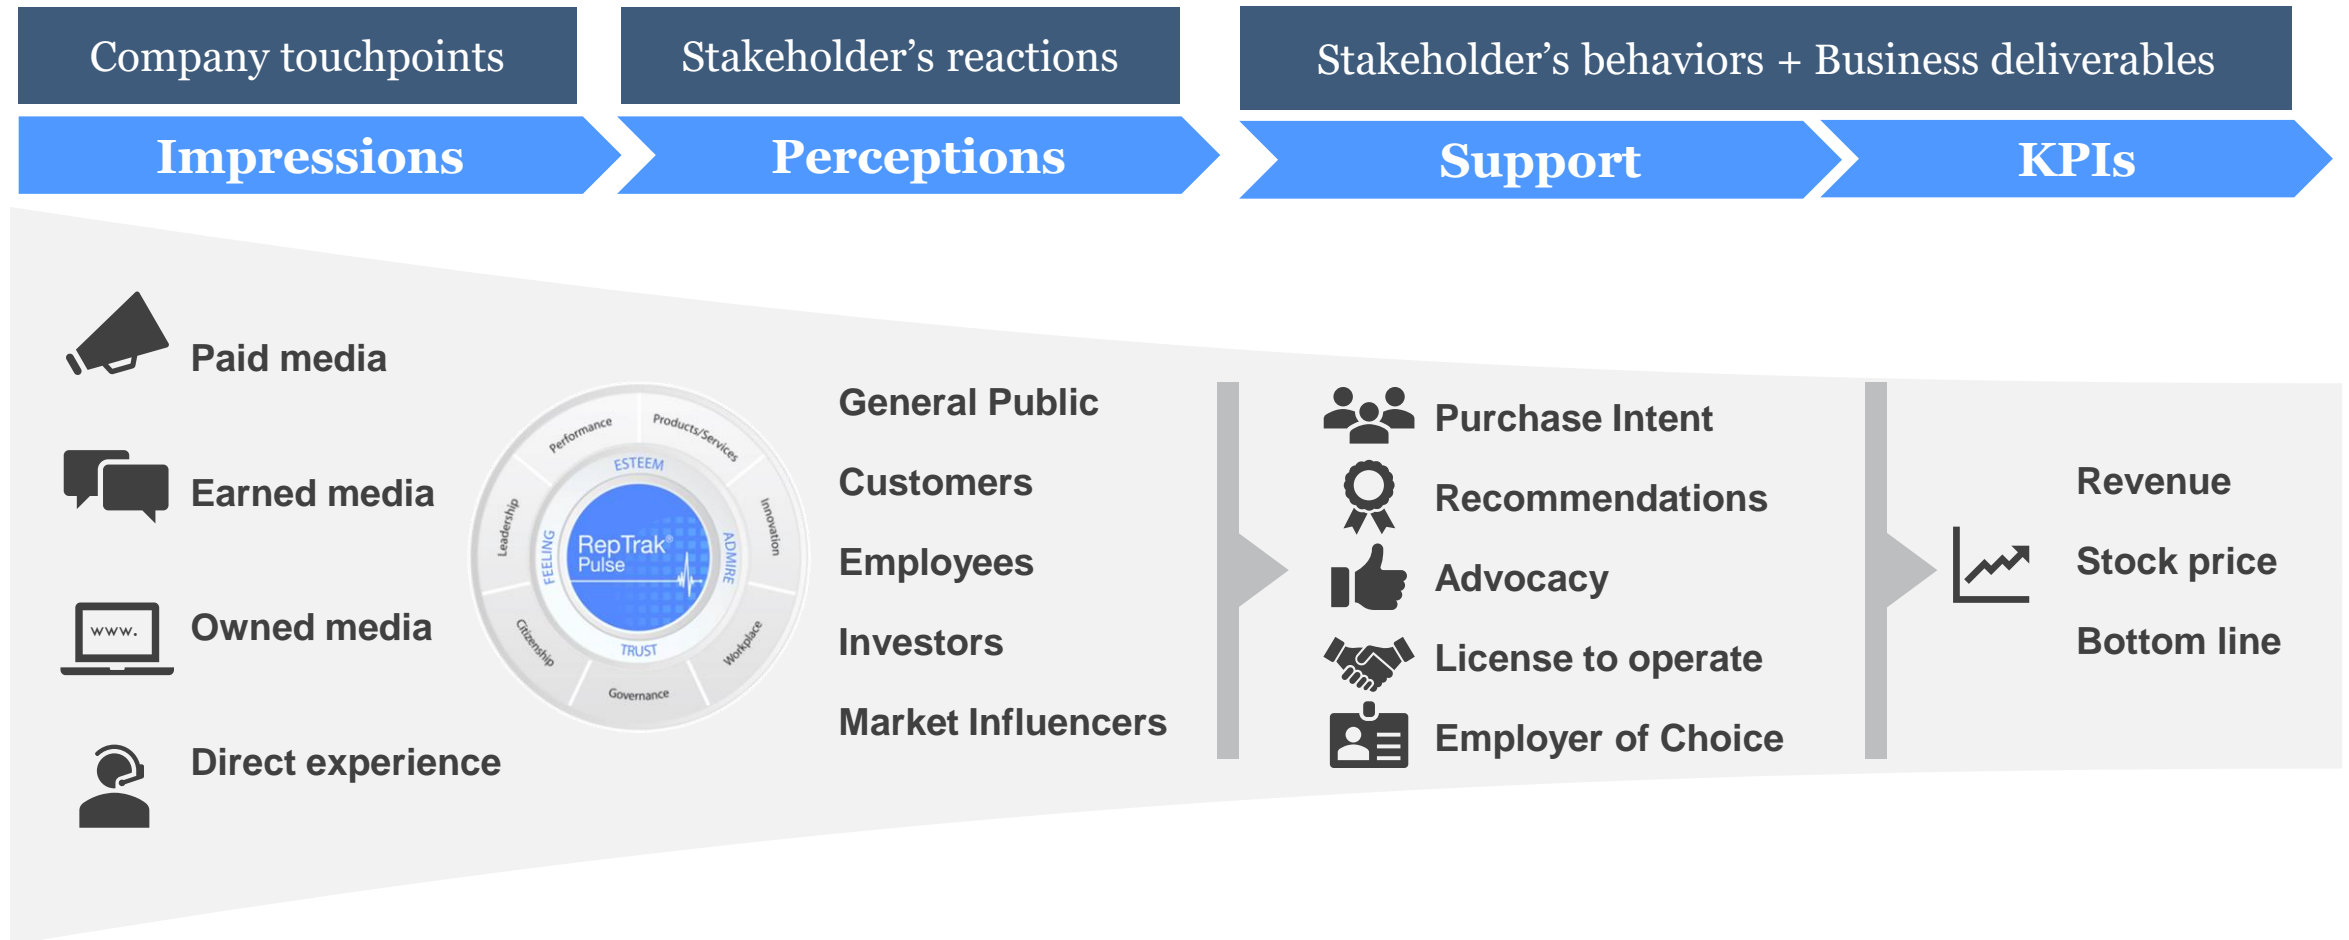 Company touchpoints
Stakeholder’s reactions
Stakeholder’s behaviors + Business deliverables
Impressions
Perceptions
Support
KPIs
Paid media
Earned media
www.
Owned media
Direct experience
Performance
Products/Services
Innovation
Workplace
Governance
Citizenship
Leadership
ESTEEM
ADMIRE
TRUST
FEELING
RepTrak®
Pulse
General Public
Customers
Employees
Investors
Market Influencers
Purchase Intent
Recommendations
Advocacy
License to operate
Employer of Choice
Revenue
Stock price
Bottom line